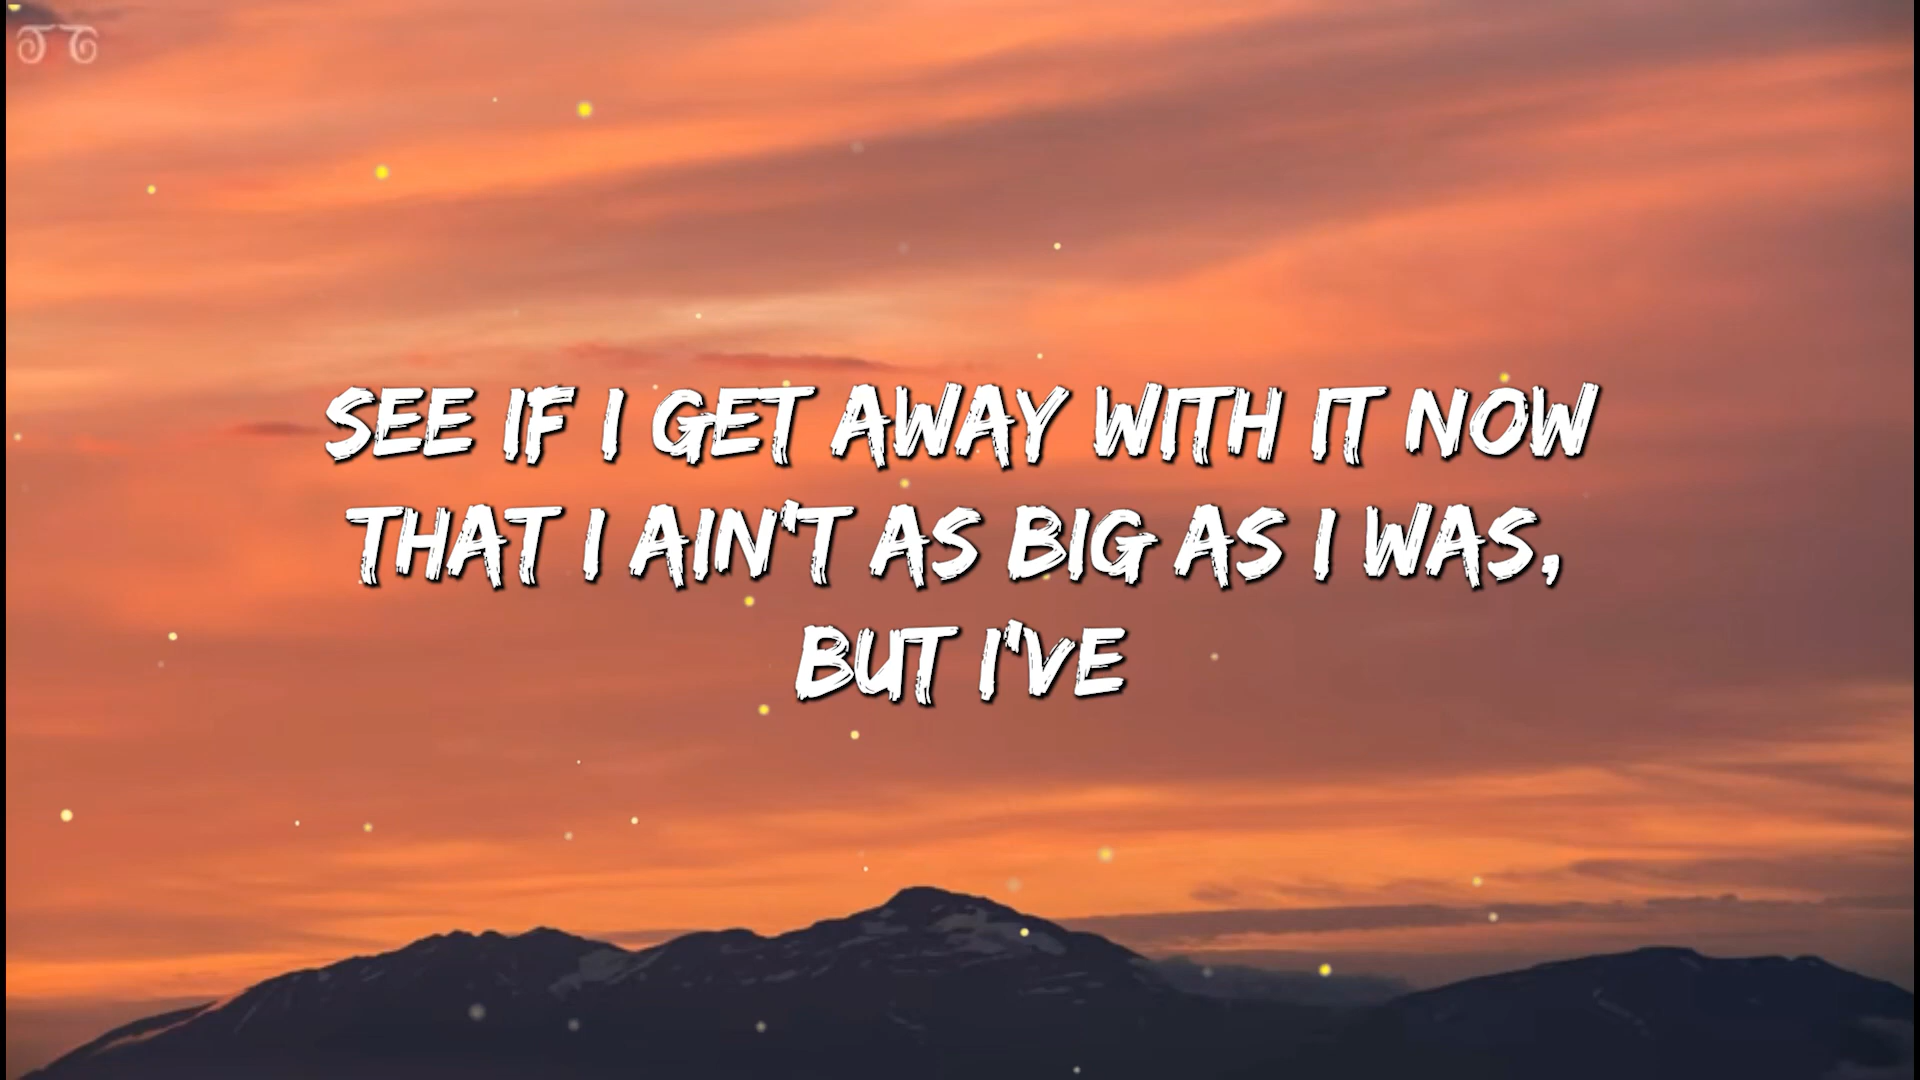 SEE IF I GET AWAY WITH IT NOW
THAT I AIN'T AS BIG AS I WAS,
BUT I'VE